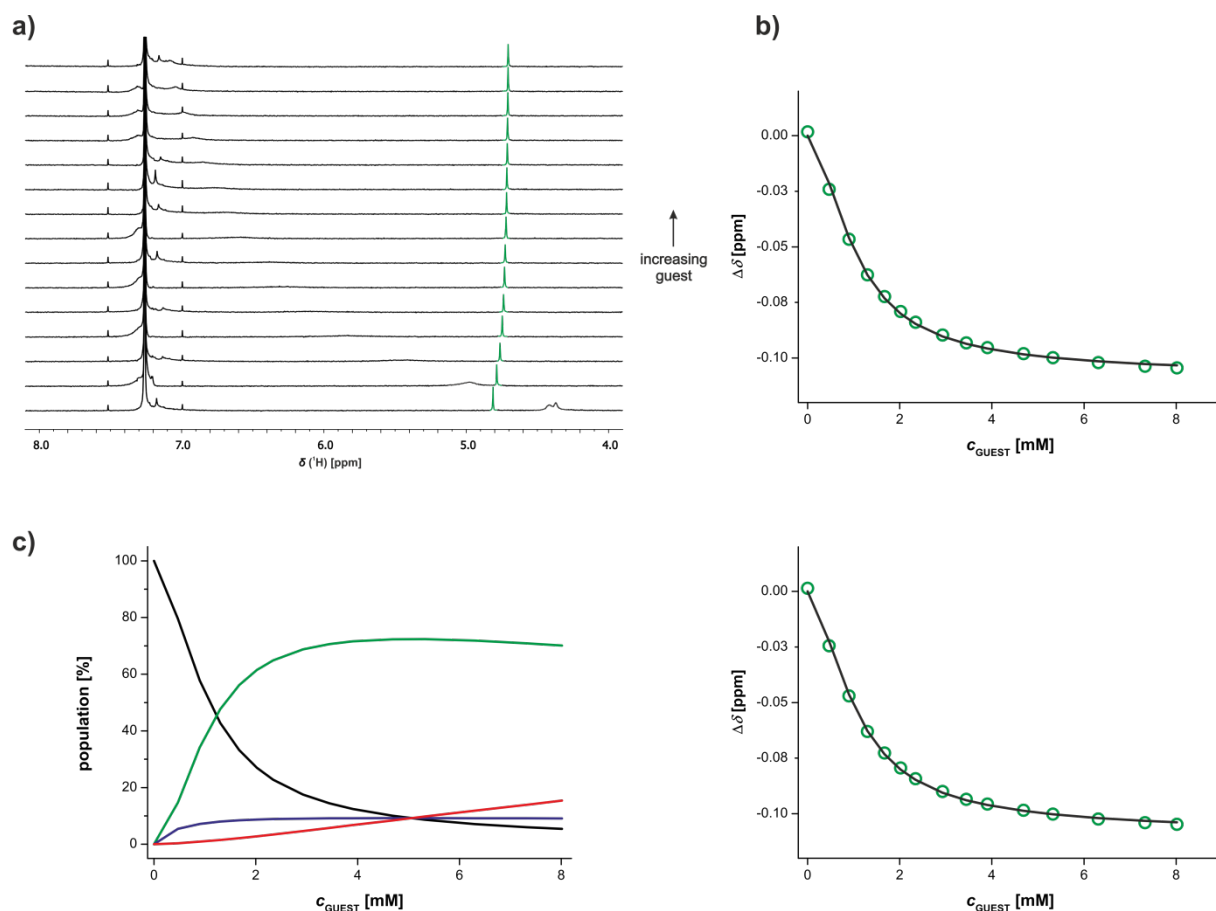 a)
8.0 7.0 6.0 5.0 4.0
δ (¹H) [ppm]
increasing
guest
b)
0.00
-0.03
-0.05
-0.08
-0.10
Δδ [ppm]
0 2 4 6 8
cGUEST [mM]
c)
100
80
60
40
20
0
population [%]
0 2 4 6 8
cGUEST [mM]
0.00
-0.03
-0.05
-0.08
-0.10
Δδ [ppm]
0 2 4 6 8
cGUEST [mM]